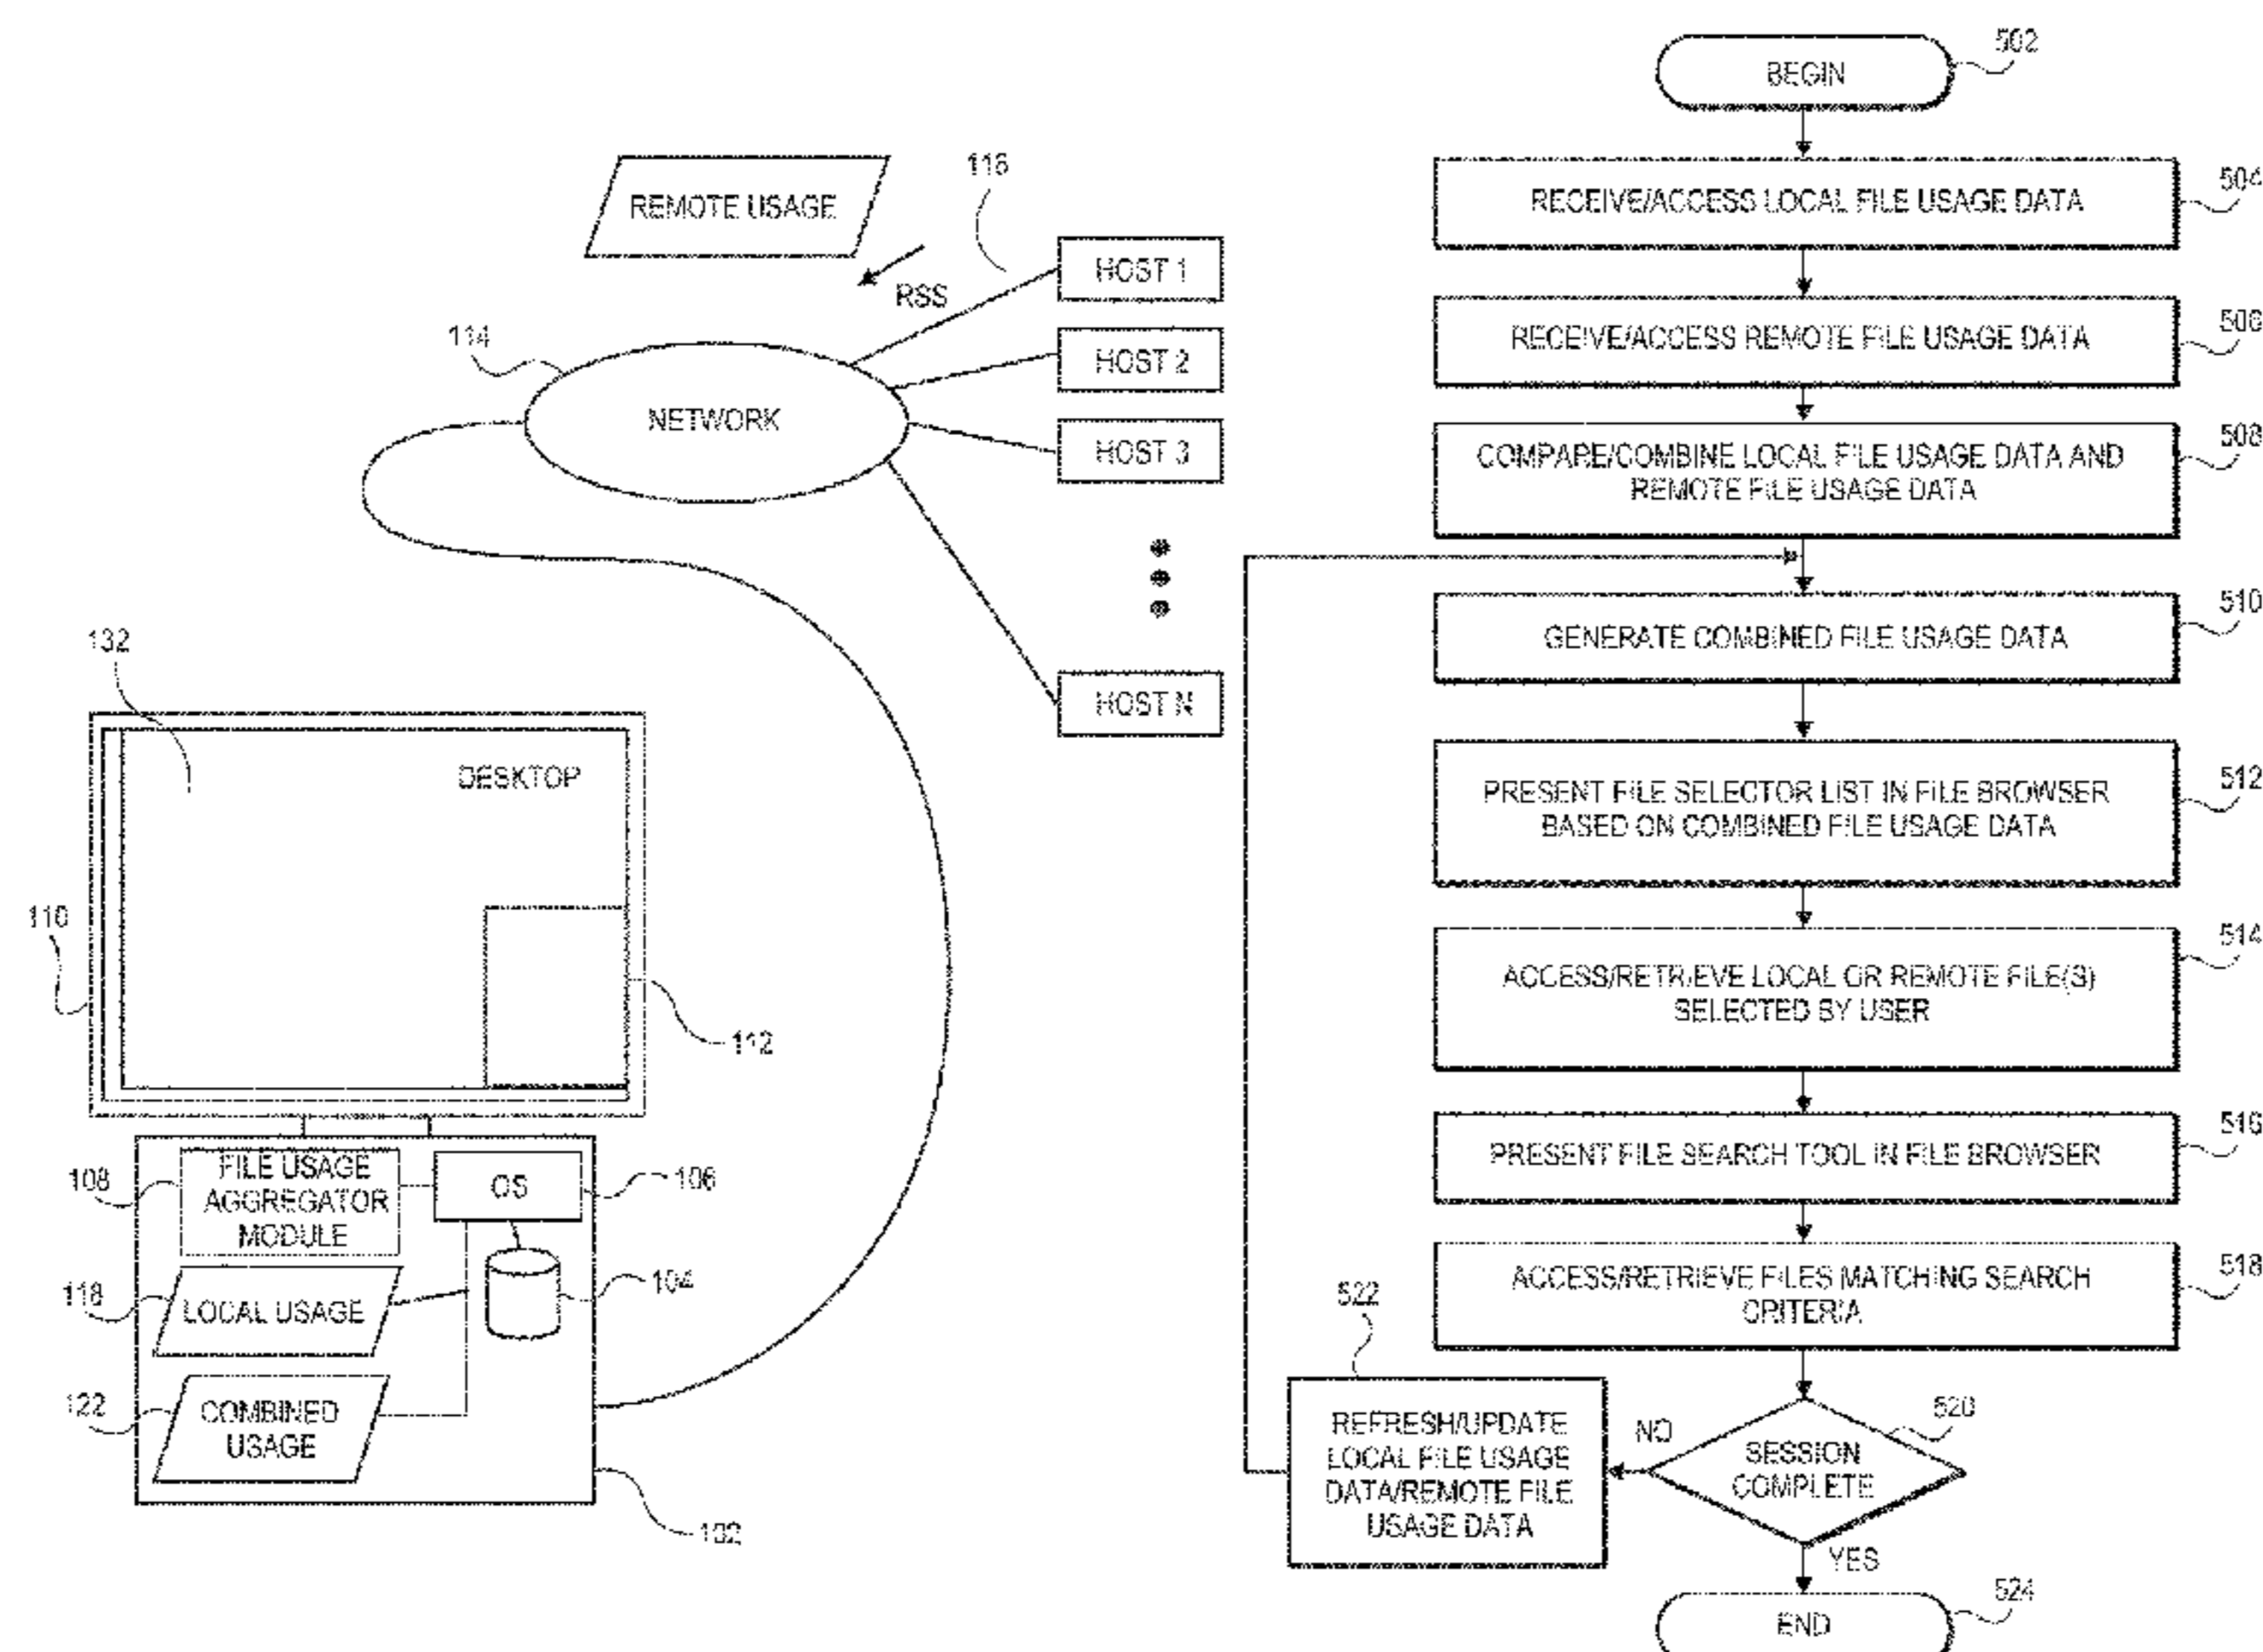 REMOTE USAGE
116
RSS
HOST 1
HOST 2
HOST 3
HOST N
114
NETWORK
132
DESKTOP
110
112
108
FILE USAGE
AGGREGATOR
MODULE
OS
106
104
118
LOCAL USAGE
122
COMBINED
USAGE
102
BEGIN
502
RECEIVE/ACCESS LOCAL FILE USAGE DATA
504
RECEIVE/ACCESS REMOTE FILE USAGE DATA
506
COMPARE/COMBINE LOCAL FILE USAGE DATA AND
REMOTE FILE USAGE DATA
508
GENERATE COMBINED FILE USAGE DATA
510
PRESENT FILE SELECTOR LIST IN FILE BROWSER
BASED ON COMBINED FILE USAGE DATA
512
ACCESS/RETRIEVE LOCAL OR REMOTE FILE(S)
SELECTED BY USER
514
PRESENT FILE SEARCH TOOL IN FILE BROWSER
516
ACCESS/RETRIEVE FILES MATCHING SEARCH
CRITERIA
518
SESSION
COMPLETE
520
NO
522
REFRESH/UPDATE
LOCAL FILE USAGE
DATA/REMOTE FILE
USAGE DATA
YES
END
524